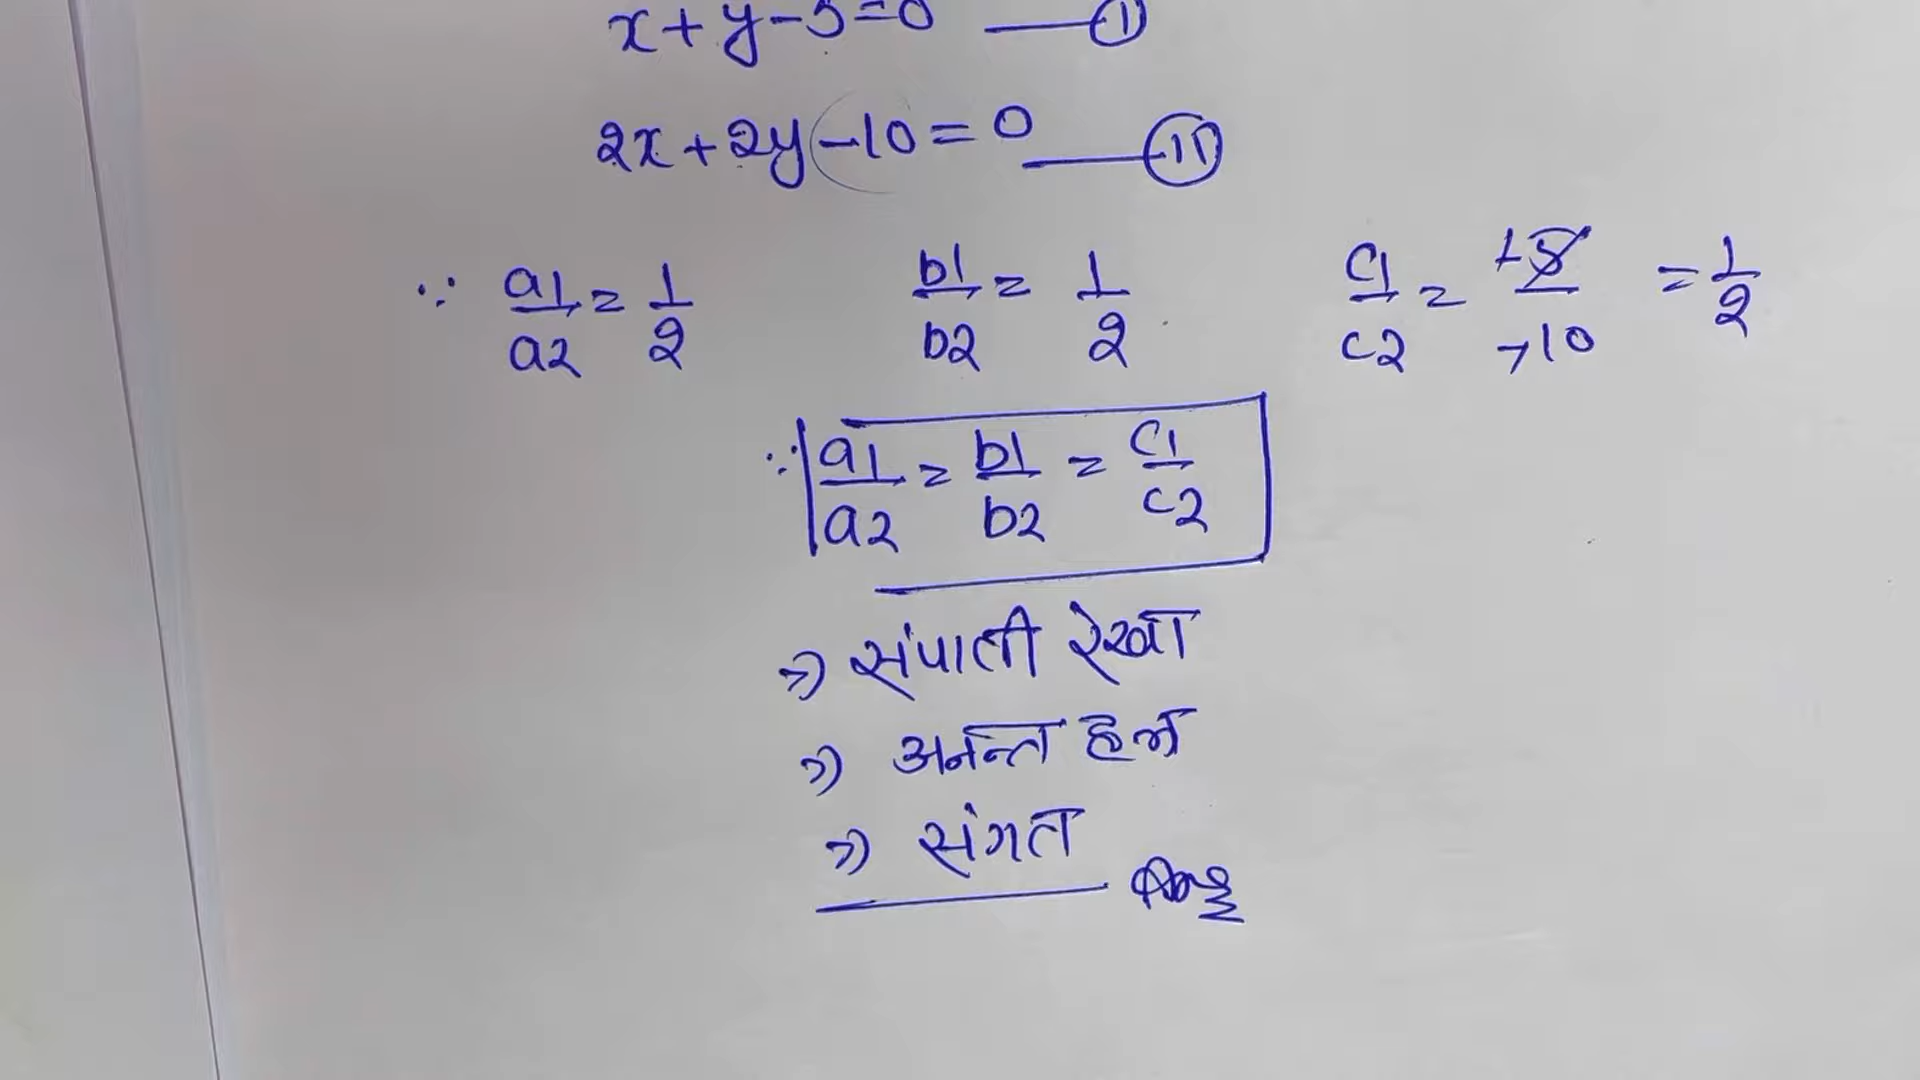 x + y - 5 = 0 —— (I)
2x + 2y - 10 = 0 —— (II)
∵ a1/a2 = 1/2   b1/b2 = 1/2   c1/c2 = -5/-10 = 1/2
∵ a1/a2 = b1/b2 = c1/c2
⇒ संपाती रेखा
⇒ अनन्त हल
⇒ संगत